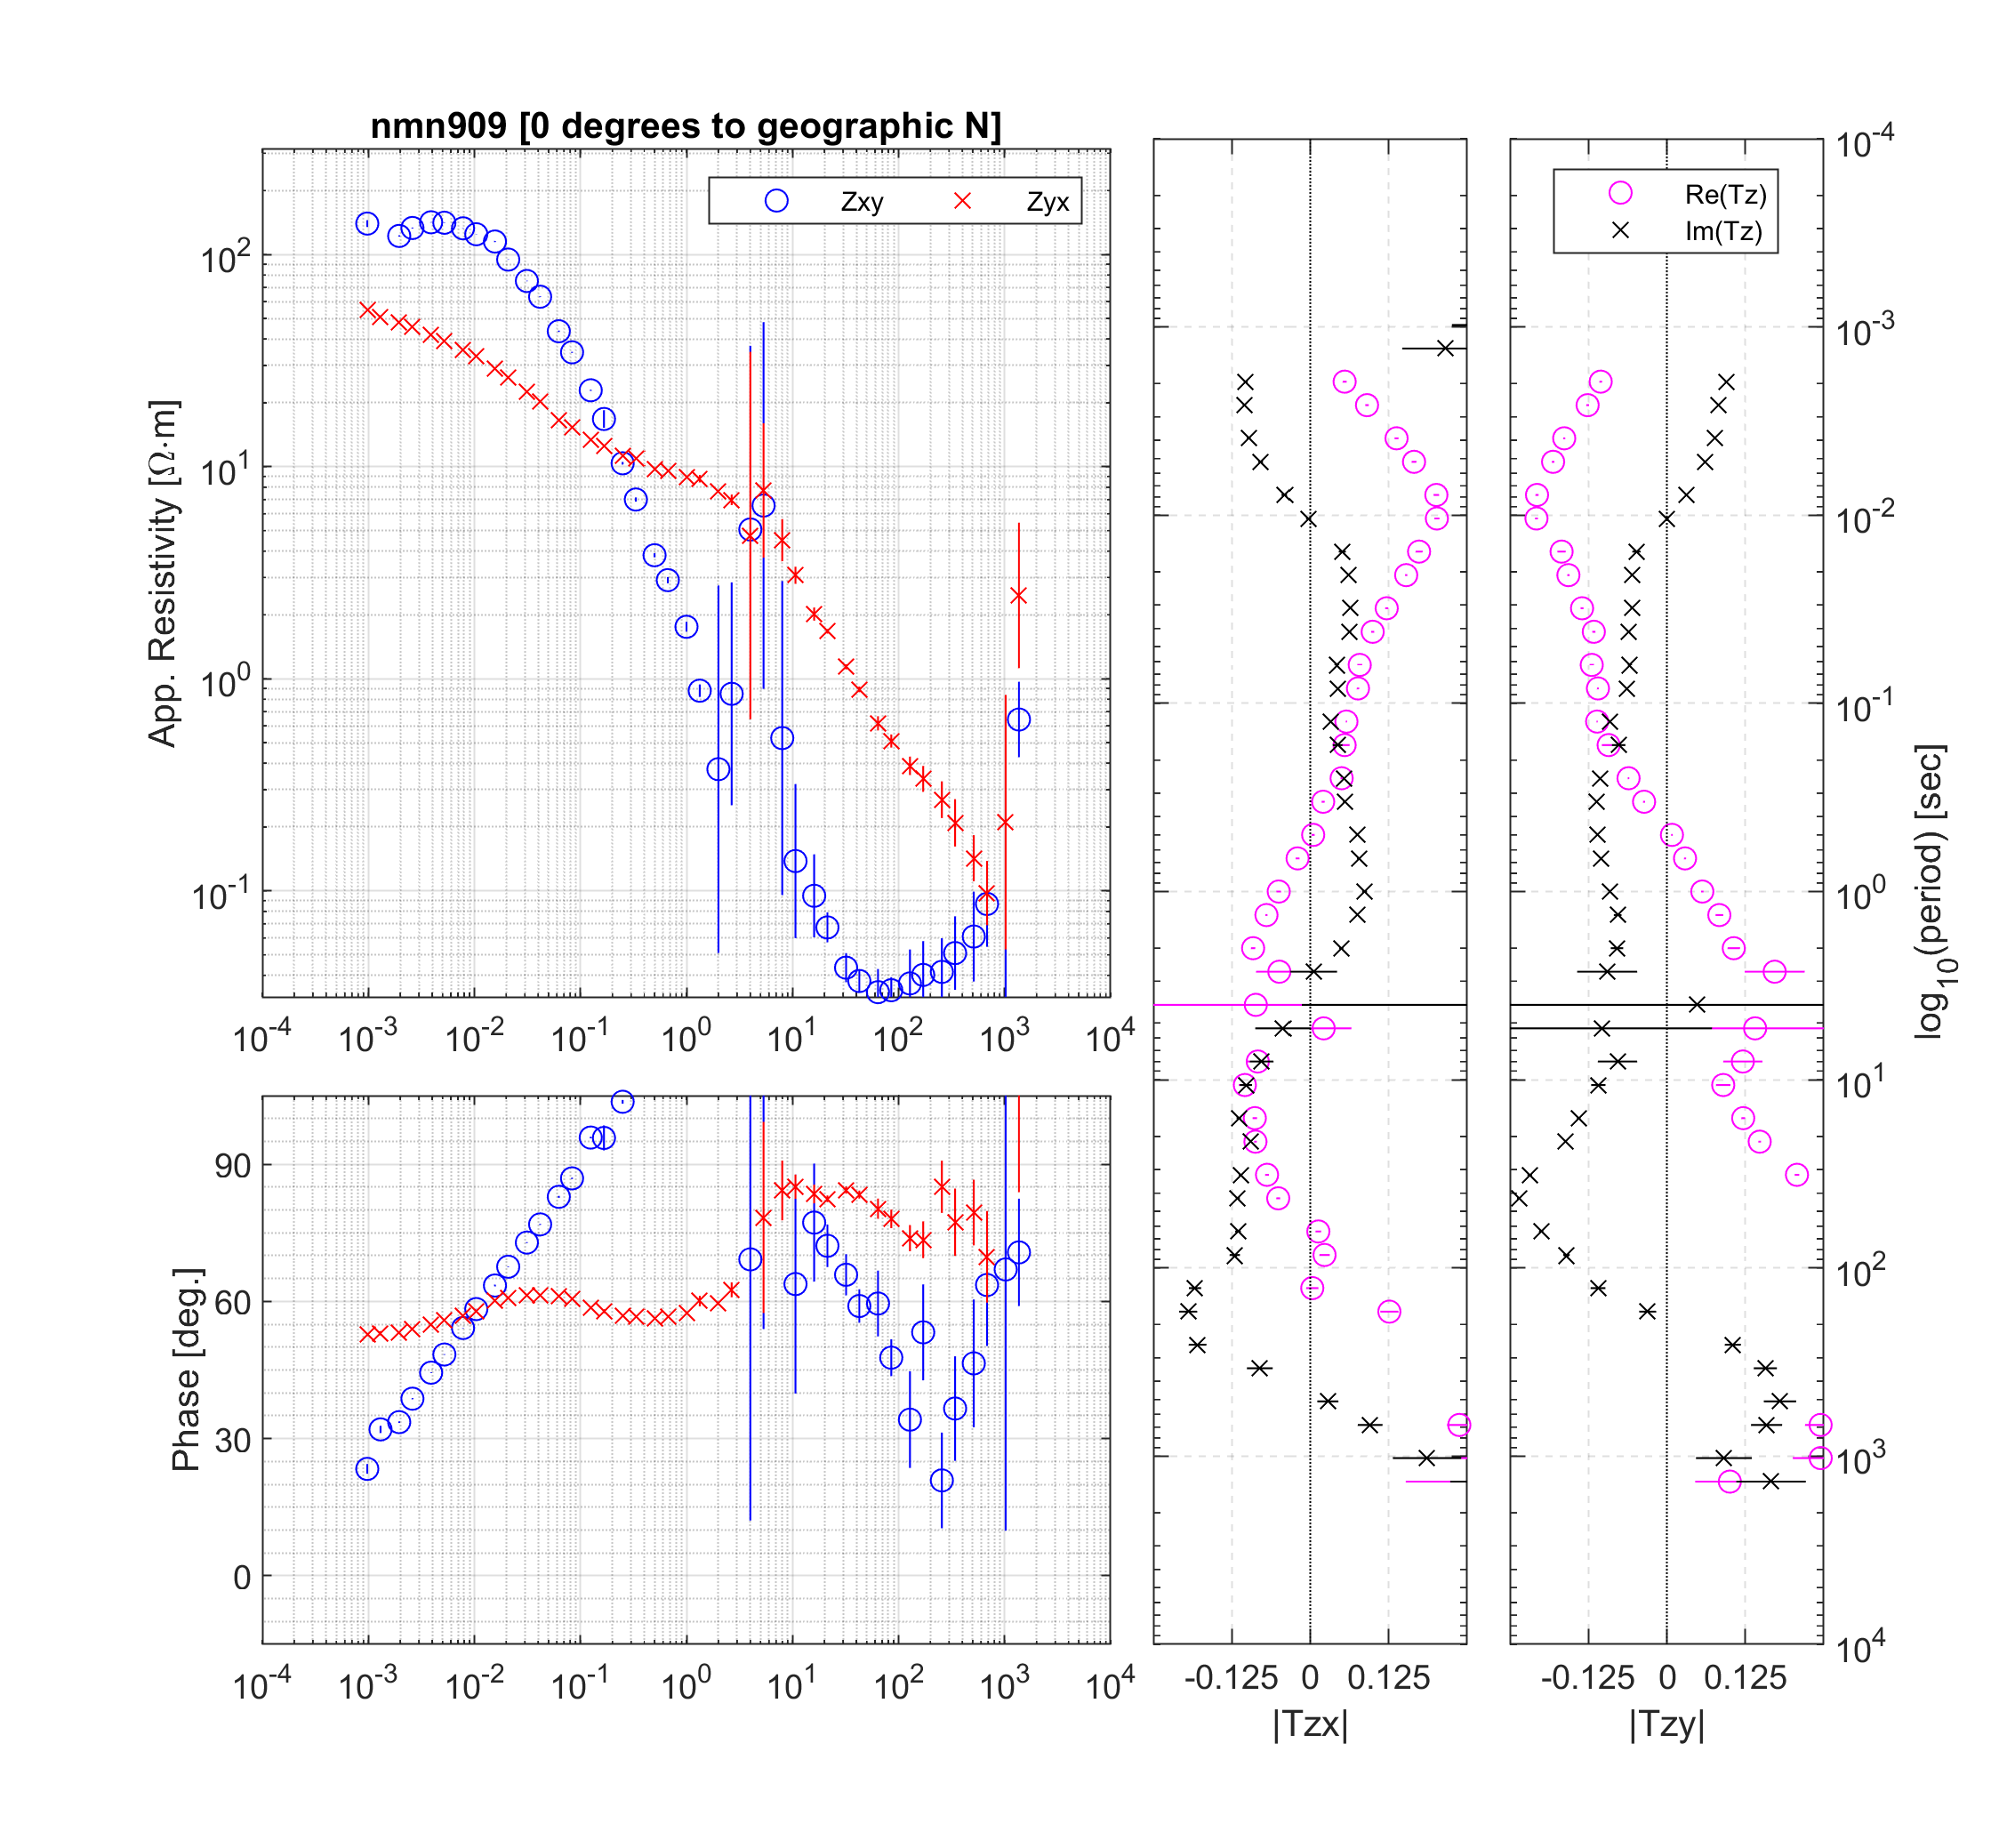 nmn909 [0 degrees to geographic N]
Zxy Zyx
App. Resistivity [Ω·m]
10^2
10^1
10^0
10^-1
10^-4 10^-3 10^-2 10^-1 10^0 10^1 10^2 10^3 10^4
Phase [deg.]
90
60
30
0
10^-4 10^-3 10^-2 10^-1 10^0 10^1 10^2 10^3 10^4
-0.125 0 0.125
|Tzx|
Re(Tz)
Im(Tz)
-0.125 0 0.125
|Tzy|
10^-4
10^-3
10^-2
10^-1
10^0
10^1
10^2
10^3
10^4
log10(period) [sec]